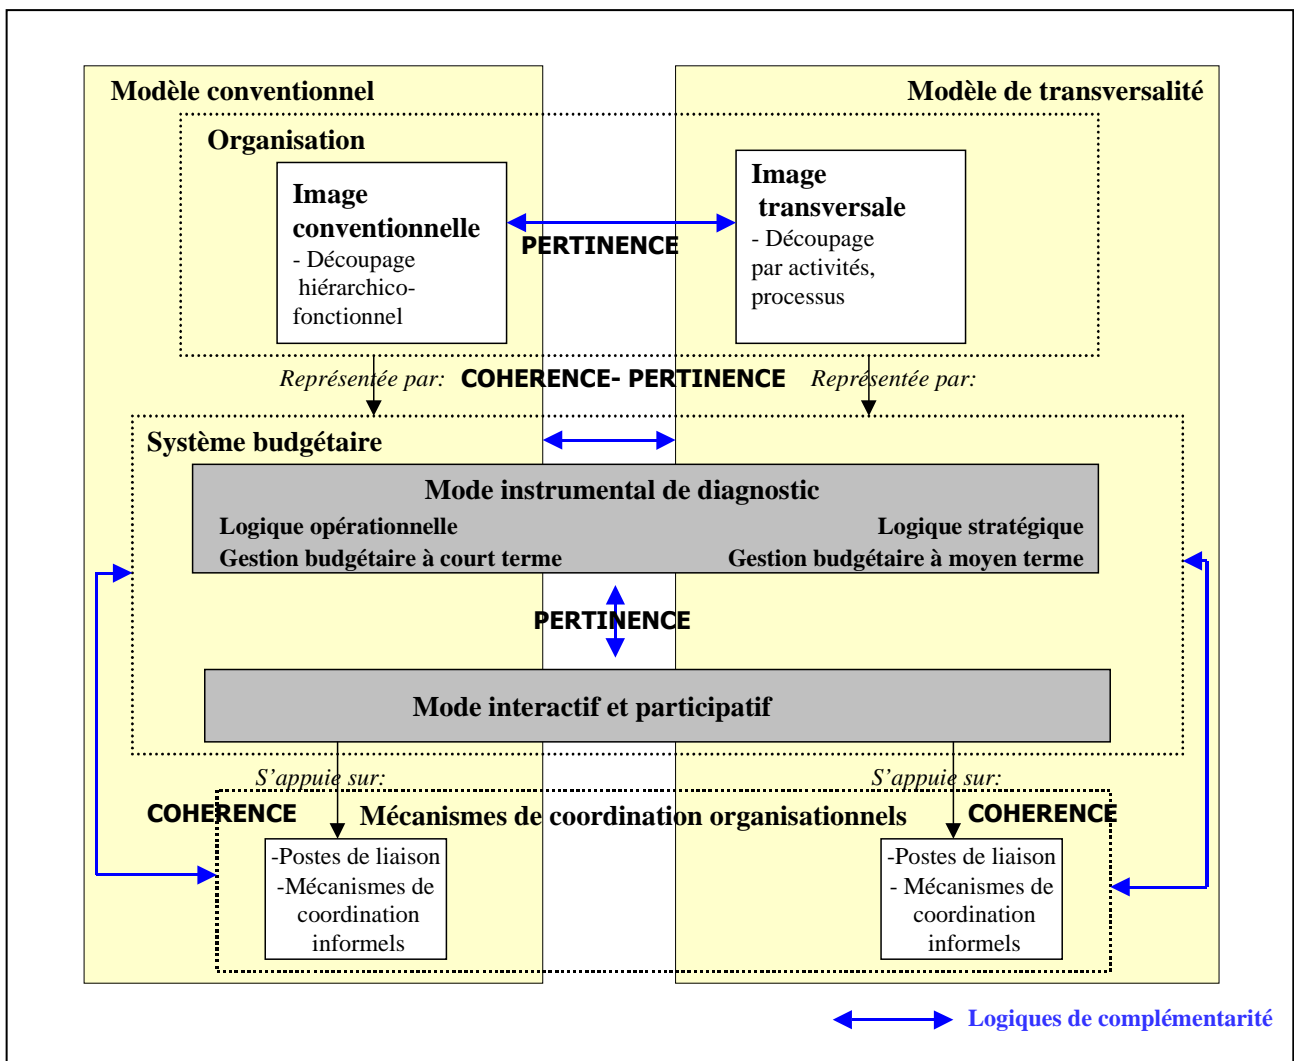 Modèle conventionnel
Modèle de transversalité
Organisation
Image
conventionnelle
- Découpage
hiérarchico-
fonctionnel
PERTINENCE
Image
transversale
- Découpage
par activités,
processus
Représentée par:
COHERENCE- PERTINENCE
Représentée par:
Système budgétaire
Mode instrumental de diagnostic
Logique opérationnelle
Logique stratégique
Gestion budgétaire à court terme
Gestion budgétaire à moyen terme
PERTINENCE
Mode interactif et participatif
S'appuie sur:
S'appuie sur:
COHERENCE
Mécanismes de coordination organisationnels
COHERENCE
-Postes de liaison
-Mécanismes de
coordination
informels
-Postes de liaison
- Mécanismes de
coordination
informels
Logiques de complémentarité